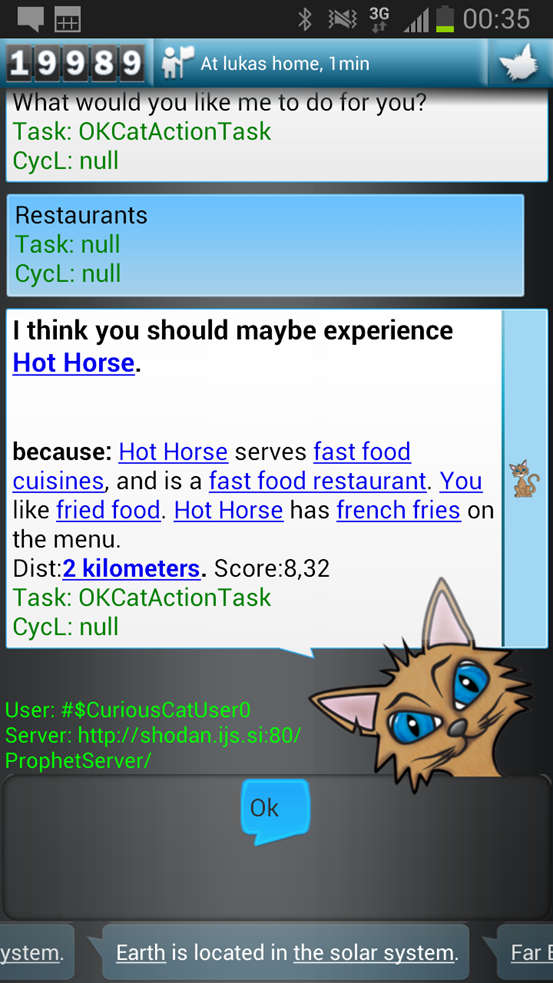 3G 00:35
19989 At lukas home, 1min
What would you like me to do for you?
Task: OKCatActionTask
CycL: null
Restaurants
Task: null
CycL: null
I think you should maybe experience
Hot Horse.
because: Hot Horse serves fast food
cuisines, and is a fast food restaurant. You
like fried food. Hot Horse has french fries on
the menu.
Dist:2 kilometers. Score:8,32
Task: OKCatActionTask
CycL: null
User: #$CuriousCatUser0
Server: http://shodan.ijs.si:80/
ProphetServer/
Ok
ystem. Earth is located in the solar system. Far E